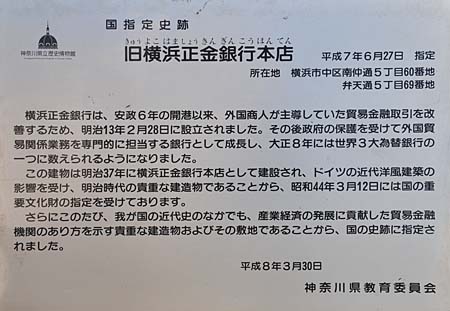 国指定史跡
神奈川県立歴史博物館
きゅうよこはましょうきんぎんこうほんてん
旧横浜正金銀行本店
平成7年6月27日 指定
所在地 横浜市中区南仲通5丁目60番地
弁天通5丁目69番地
横浜正金銀行は、安政6年の開港以来、外国商人が主導していた貿易金融取引を改
善するため、明治13年2月28日に設立されました。その後政府の保護を受けて外国貿
易関係業務を専門的に担当する銀行として成長し、大正8年には世界3大為替銀行の
一つに数えられるようになりました。
この建物は明治37年に横浜正金銀行本店として建設され、ドイツの近代洋風建築の
影響を受け、明治時代の貴重な建造物であることから、昭和44年3月12日には国の重
要文化財の指定を受けております。
さらにこのたび、我が国の近代史のなかでも、産業経済の発展に貢献した貿易金融
機関のあり方を示す貴重な建造物およびその敷地であることから、国の史跡に指定さ
れました。
平成8年3月30日
神奈川県教育委員会